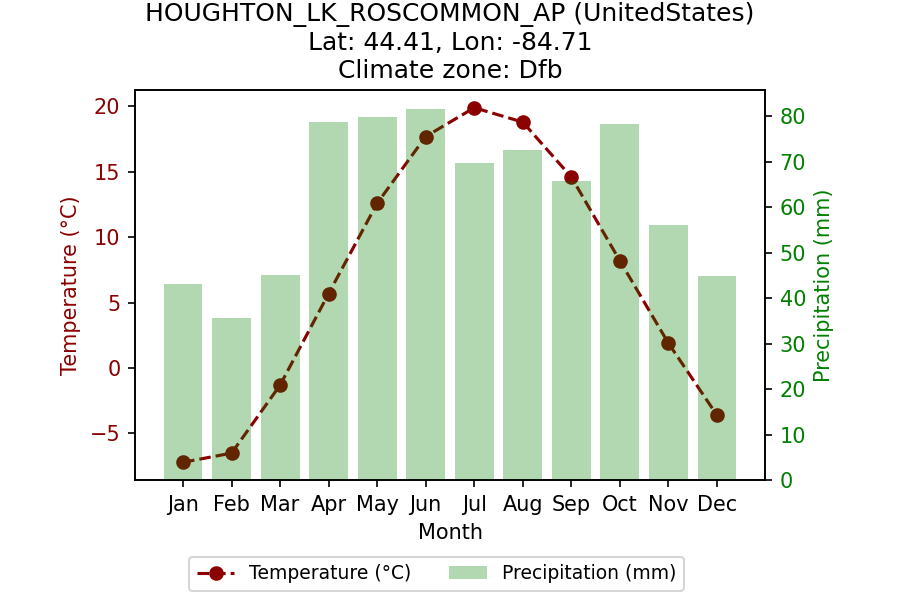 HOUGHTON_LK_ROSCOMMON_AP (UnitedStates)
Lat: 44.41, Lon: -84.71
Climate zone: Dfb
20
15
10
5
0
−5
Temperature (°C)
80
70
60
50
40
30
20
10
0
Precipitation (mm)
Jan Feb Mar Apr May Jun Jul Aug Sep Oct Nov Dec
Month
Temperature (°C) Precipitation (mm)